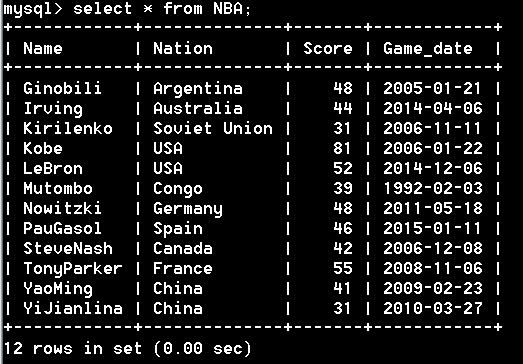 mysql> select * from NBA;
+-------------+--------------+-------+------------+
| Name        | Nation       | Score | Game_date  |
+-------------+--------------+-------+------------+
| Ginobili    | Argentina    |    48 | 2005-01-21 |
| Irving      | Australia    |    44 | 2014-04-06 |
| Kirilenko   | Soviet Union |    31 | 2006-11-11 |
| Kobe        | USA          |    81 | 2006-01-22 |
| LeBron      | USA          |    52 | 2014-12-06 |
| Mutombo     | Congo        |    39 | 1992-02-03 |
| Nowitzki    | Germany      |    48 | 2011-05-18 |
| PauGasol    | Spain        |    46 | 2015-01-11 |
| SteveNash   | Canada       |    42 | 2006-12-08 |
| TonyParker  | France       |    55 | 2008-11-06 |
| YaoMing     | China        |    41 | 2009-02-23 |
| YiJianlina  | China        |    31 | 2010-03-27 |
+-------------+--------------+-------+------------+
12 rows in set (0.00 sec)